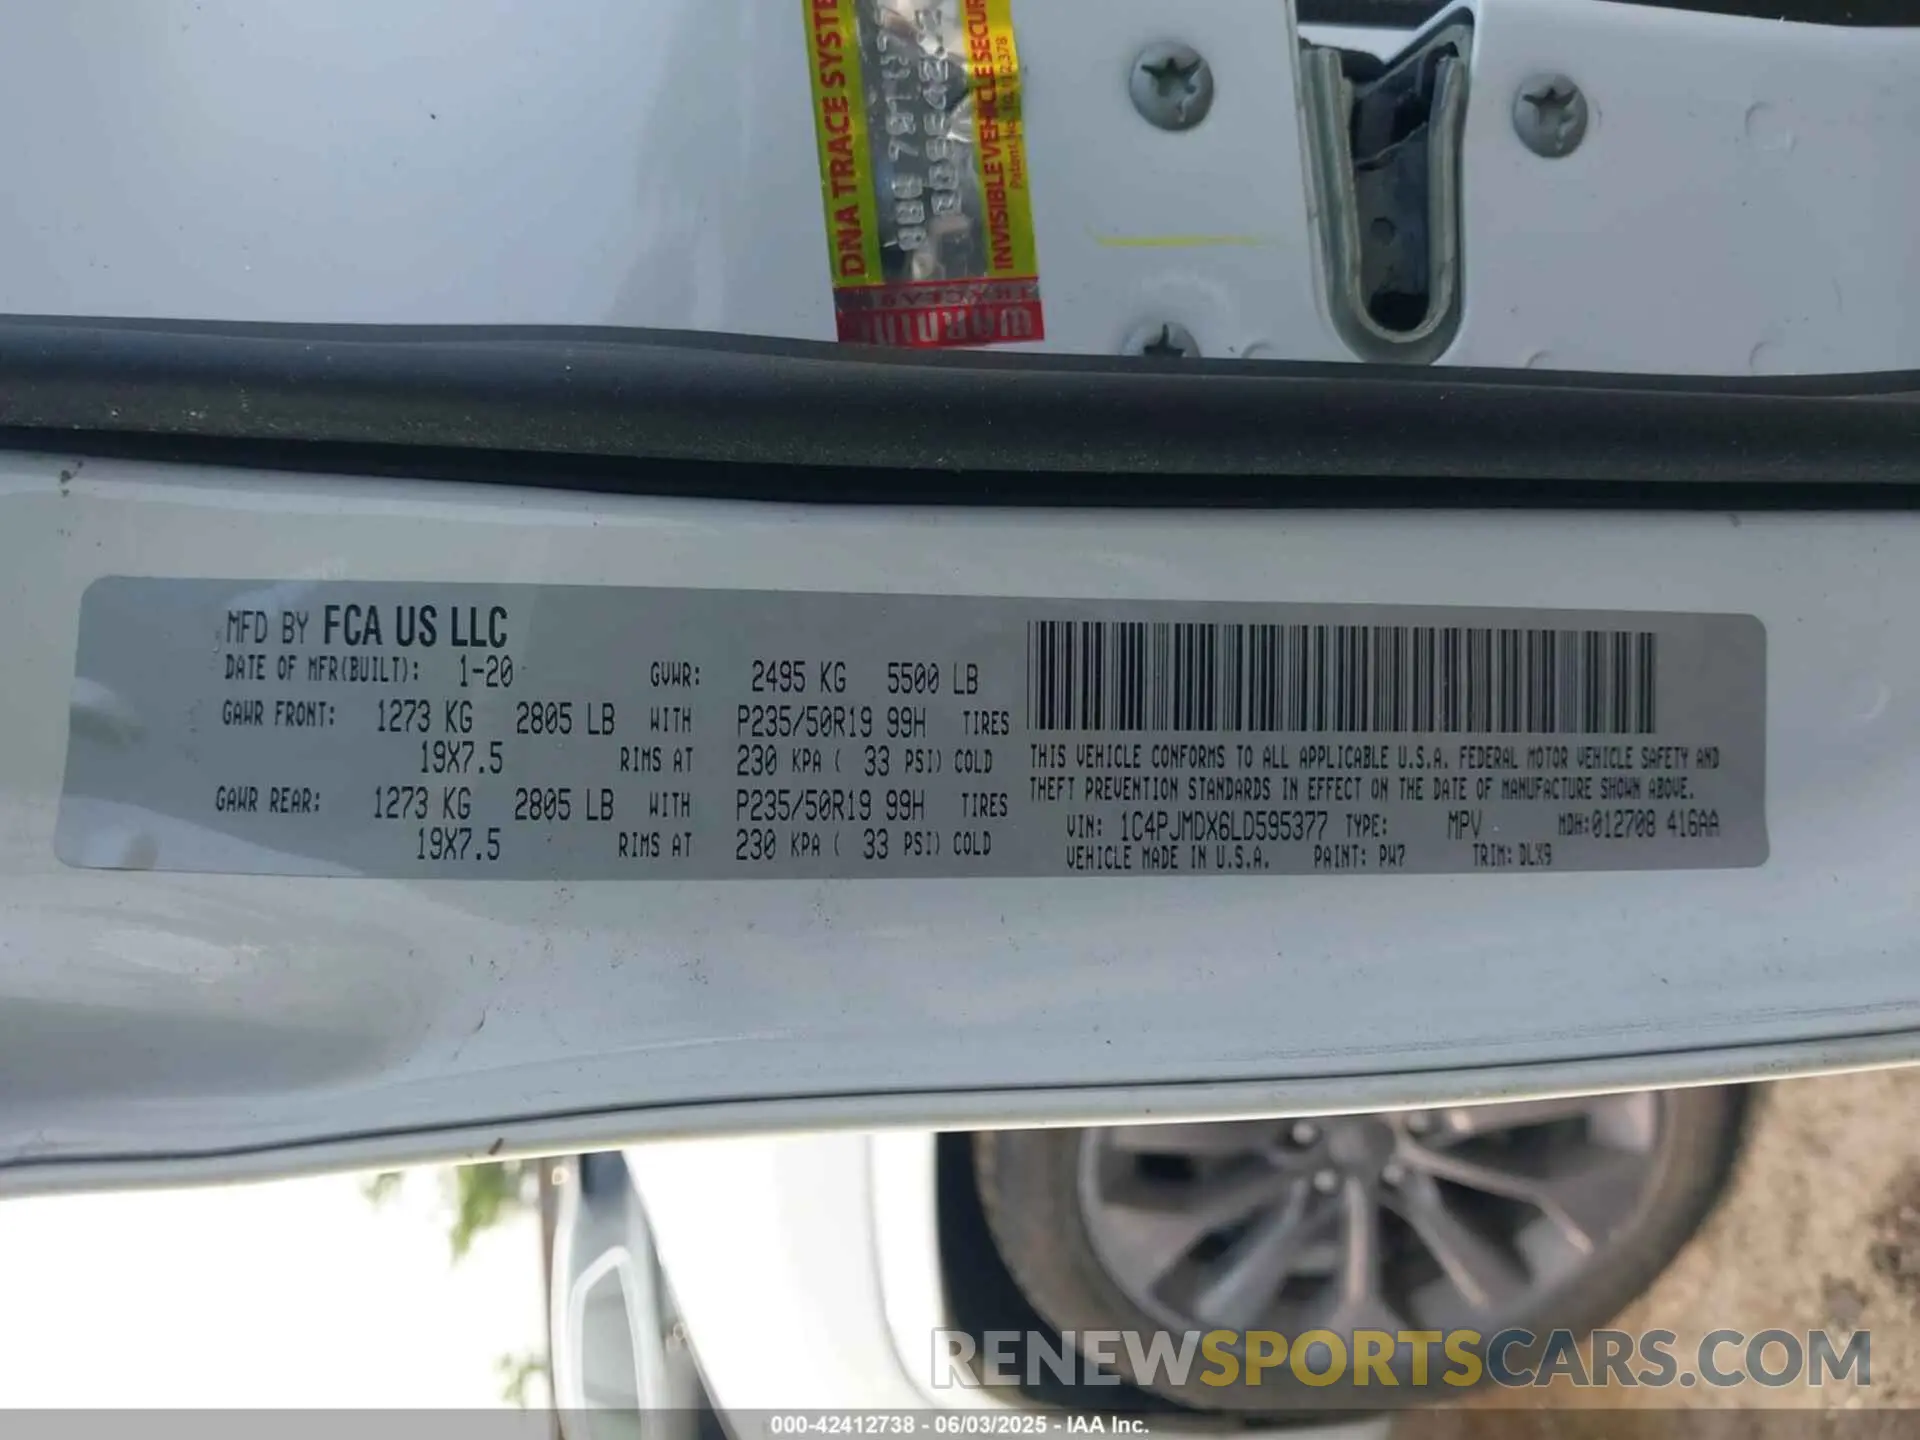 DNA TRACE SYSTE
INVISIBLE VEHICLE SECUR
MFD BY FCA US LLC
DATE OF MFR(BUILT): 1-20 GVWR: 2495 KG 5500 LB
GAWR FRONT: 1273 KG 2805 LB WITH P235/50R19 99H TIRES
19X7.5 RIMS AT 230 KPA ( 33 PSI) COLD
GAWR REAR: 1273 KG 2805 LB WITH P235/50R19 99H TIRES
19X7.5 RIMS AT 230 KPA ( 33 PSI) COLD
THIS VEHICLE CONFORMS TO ALL APPLICABLE U.S.A. FEDERAL MOTOR VEHICLE SAFETY AND
THEFT PREVENTION STANDARDS IN EFFECT ON THE DATE OF MANUFACTURE SHOWN ABOVE.
VIN: 1C4PJMDX6LD595377 TYPE: MPV MDH:012708 416AA
VEHICLE MADE IN U.S.A. PAINT: PW7 TRIM: DLX9
RENEWSPORTSCARS.COM
000-42412738 - 06/03/2025 - IAA Inc.